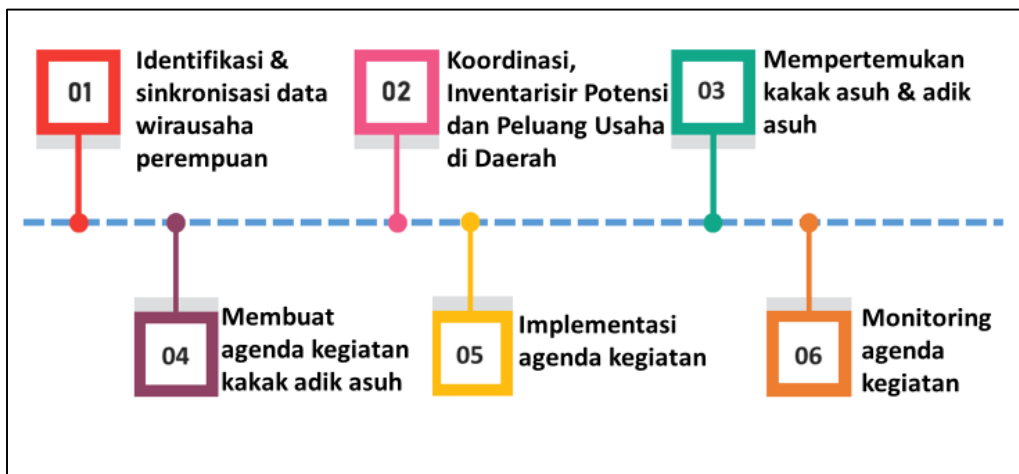 01
Identifikasi &
sinkronisasi data
wirausaha
perempuan
02
Koordinasi,
Inventarisir Potensi
dan Peluang Usaha
di Daerah
03
Mempertemukan
kakak asuh & adik
asuh
04
Membuat
agenda kegiatan
kakak adik asuh
05
Implementasi
agenda kegiatan
06
Monitoring
agenda
kegiatan